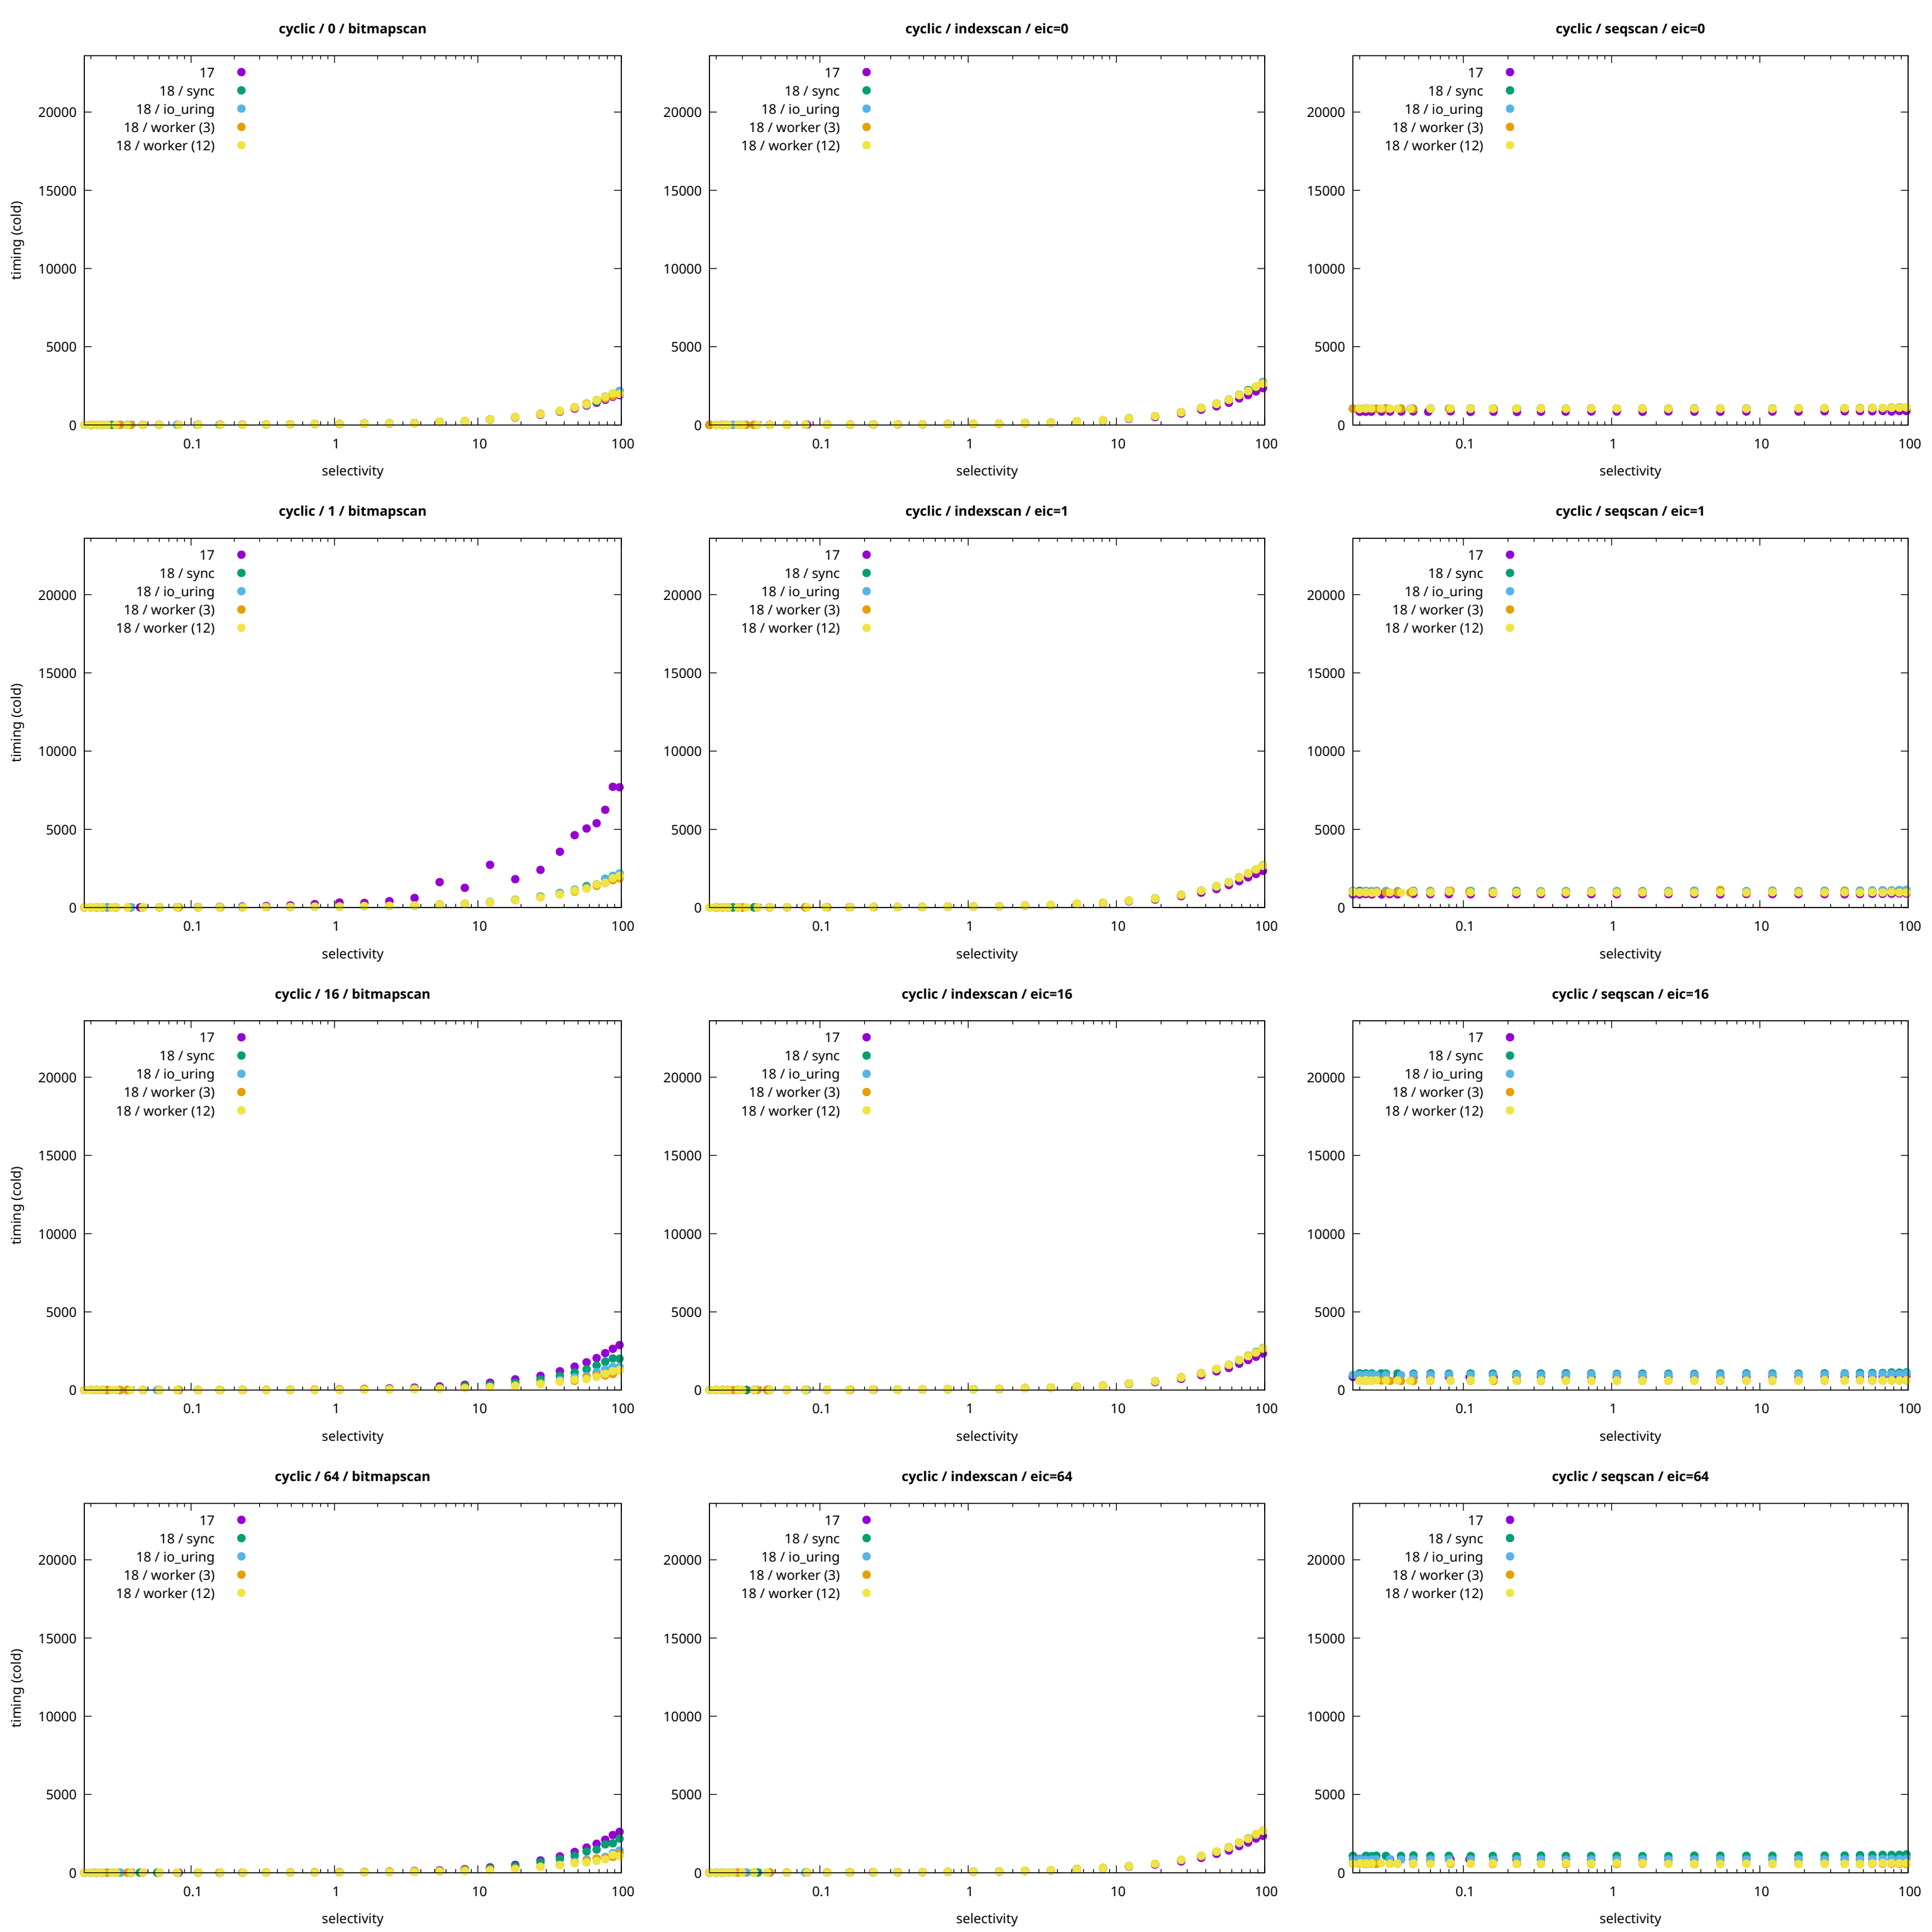 cyclic / 0 / bitmapscan
17
18 / sync
18 / io_uring
18 / worker (3)
18 / worker (12)
20000
15000
10000
5000
0
timing (cold)
0.1 1 10 100
selectivity
cyclic / indexscan / eic=0
17
18 / sync
18 / io_uring
18 / worker (3)
18 / worker (12)
20000
15000
10000
5000
0
0.1 1 10 100
selectivity
cyclic / seqscan / eic=0
17
18 / sync
18 / io_uring
18 / worker (3)
18 / worker (12)
20000
15000
10000
5000
0
0.1 1 10 100
selectivity
cyclic / 1 / bitmapscan
17
18 / sync
18 / io_uring
18 / worker (3)
18 / worker (12)
20000
15000
10000
5000
0
timing (cold)
0.1 1 10 100
selectivity
cyclic / indexscan / eic=1
17
18 / sync
18 / io_uring
18 / worker (3)
18 / worker (12)
20000
15000
10000
5000
0
0.1 1 10 100
selectivity
cyclic / seqscan / eic=1
17
18 / sync
18 / io_uring
18 / worker (3)
18 / worker (12)
20000
15000
10000
5000
0
0.1 1 10 100
selectivity
cyclic / 16 / bitmapscan
17
18 / sync
18 / io_uring
18 / worker (3)
18 / worker (12)
20000
15000
10000
5000
0
timing (cold)
0.1 1 10 100
selectivity
cyclic / indexscan / eic=16
17
18 / sync
18 / io_uring
18 / worker (3)
18 / worker (12)
20000
15000
10000
5000
0
0.1 1 10 100
selectivity
cyclic / seqscan / eic=16
17
18 / sync
18 / io_uring
18 / worker (3)
18 / worker (12)
20000
15000
10000
5000
0
0.1 1 10 100
selectivity
cyclic / 64 / bitmapscan
17
18 / sync
18 / io_uring
18 / worker (3)
18 / worker (12)
20000
15000
10000
5000
0
timing (cold)
0.1 1 10 100
selectivity
cyclic / indexscan / eic=64
17
18 / sync
18 / io_uring
18 / worker (3)
18 / worker (12)
20000
15000
10000
5000
0
0.1 1 10 100
selectivity
cyclic / seqscan / eic=64
17
18 / sync
18 / io_uring
18 / worker (3)
18 / worker (12)
20000
15000
10000
5000
0
0.1 1 10 100
selectivity